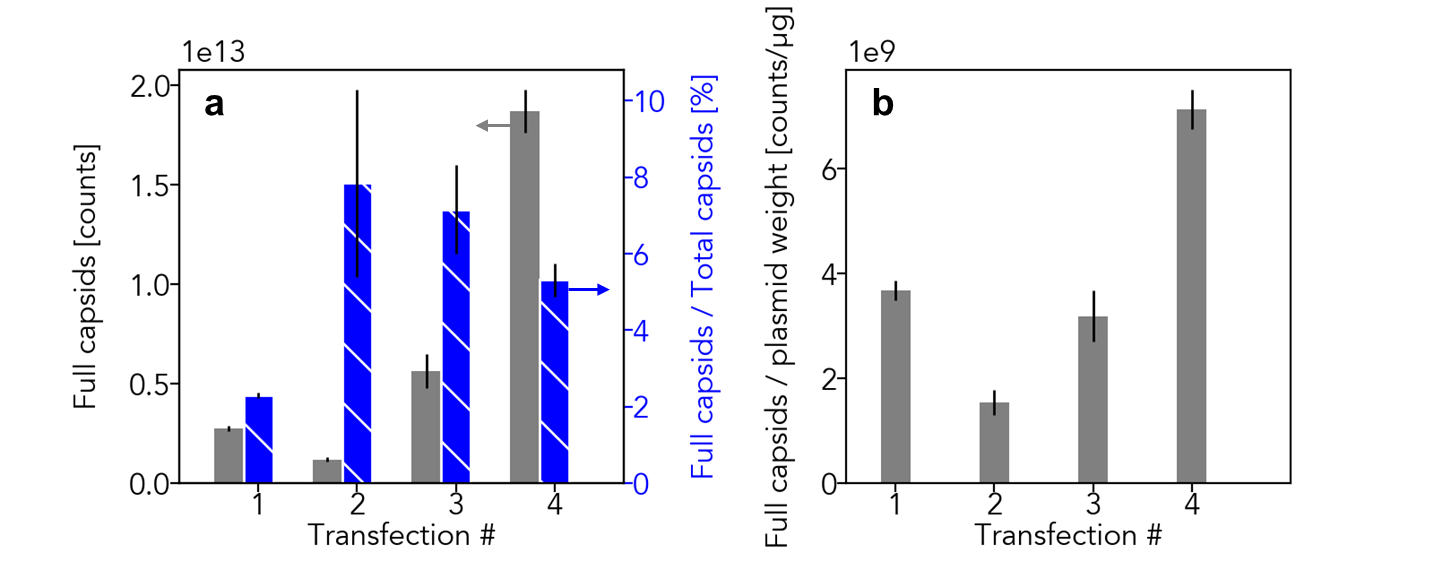 1e13
a
2.0
1.5
1.0
0.5
0.0
Full capsids [counts]
10
8
6
4
2
0
Full capsids / Total capsids [%]
1
2
3
4
Transfection #
1e9
b
6
4
2
0
Full capsids / plasmid weight [counts/µg]
1
2
3
4
Transfection #